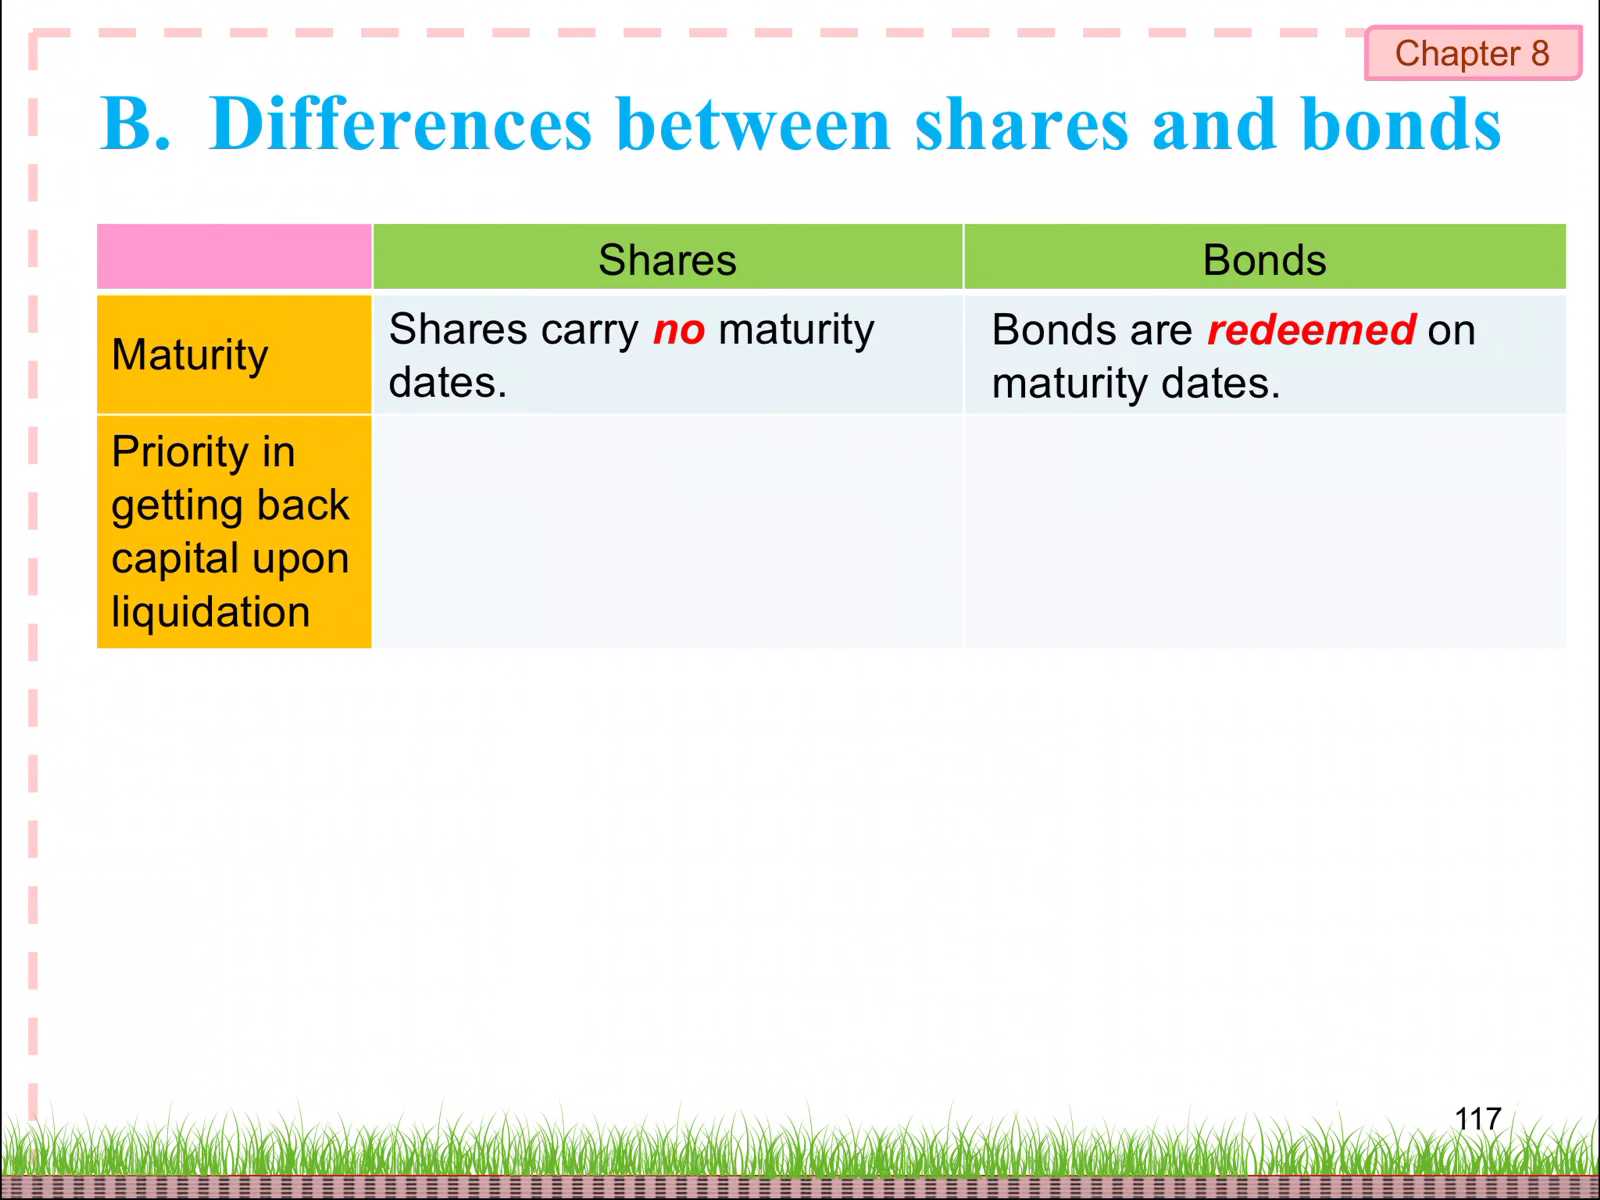 Chapter 8
B. Differences between shares and bonds
Shares
Bonds
Maturity
Shares carry no maturity
dates.
Bonds are redeemed on
maturity dates.
Priority in
getting back
capital upon
liquidation
117